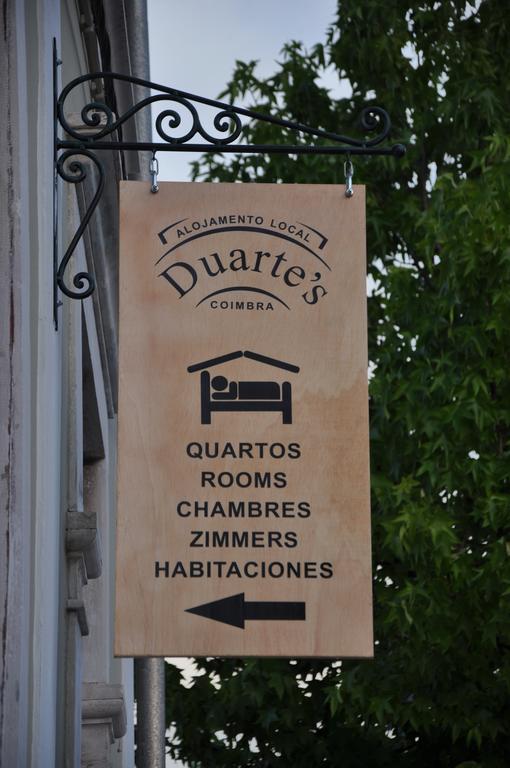 ALOJAMENTO LOCAL
Duarte's
COIMBRA
QUARTOS
ROOMS
CHAMBRES
ZIMMERS
HABITACIONES